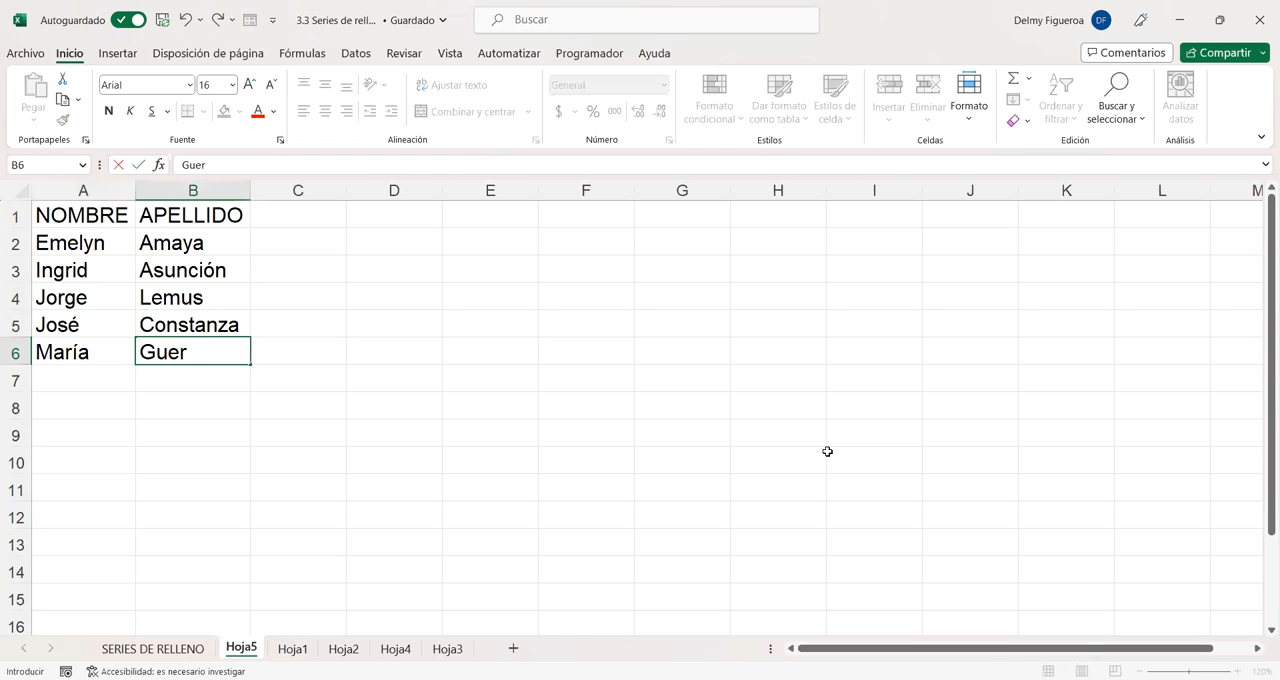 Autoguardado
3.3 Series de rell... • Guardado
Buscar
Delmy Figueroa
DF
Archivo Inicio Insertar Disposición de página Fórmulas Datos Revisar Vista Automatizar Programador Ayuda
Comentarios
Compartir
Pegar
Portapapeles
Arial
16
N K S
Fuente
Ajustar texto
Combinar y centrar
Alineación
General
$ % 000
Número
Formato condicional
Dar formato como tabla
Estilos de celda
Estilos
Insertar
Eliminar
Formato
Celdas
Ordenar y filtrar
Buscar y seleccionar
Edición
Analizar datos
Análisis
B6
fx
Guer
A B C D E F G H I J K L M
1 NOMBRE APELLIDO
2 Emelyn Amaya
3 Ingrid Asunción
4 Jorge Lemus
5 José Constanza
6 María Guer
7
8
9
10
11
12
13
14
15
16
SERIES DE RELLENO Hoja5 Hoja1 Hoja2 Hoja4 Hoja3
Introducir
Accesibilidad: es necesario investigar
120%